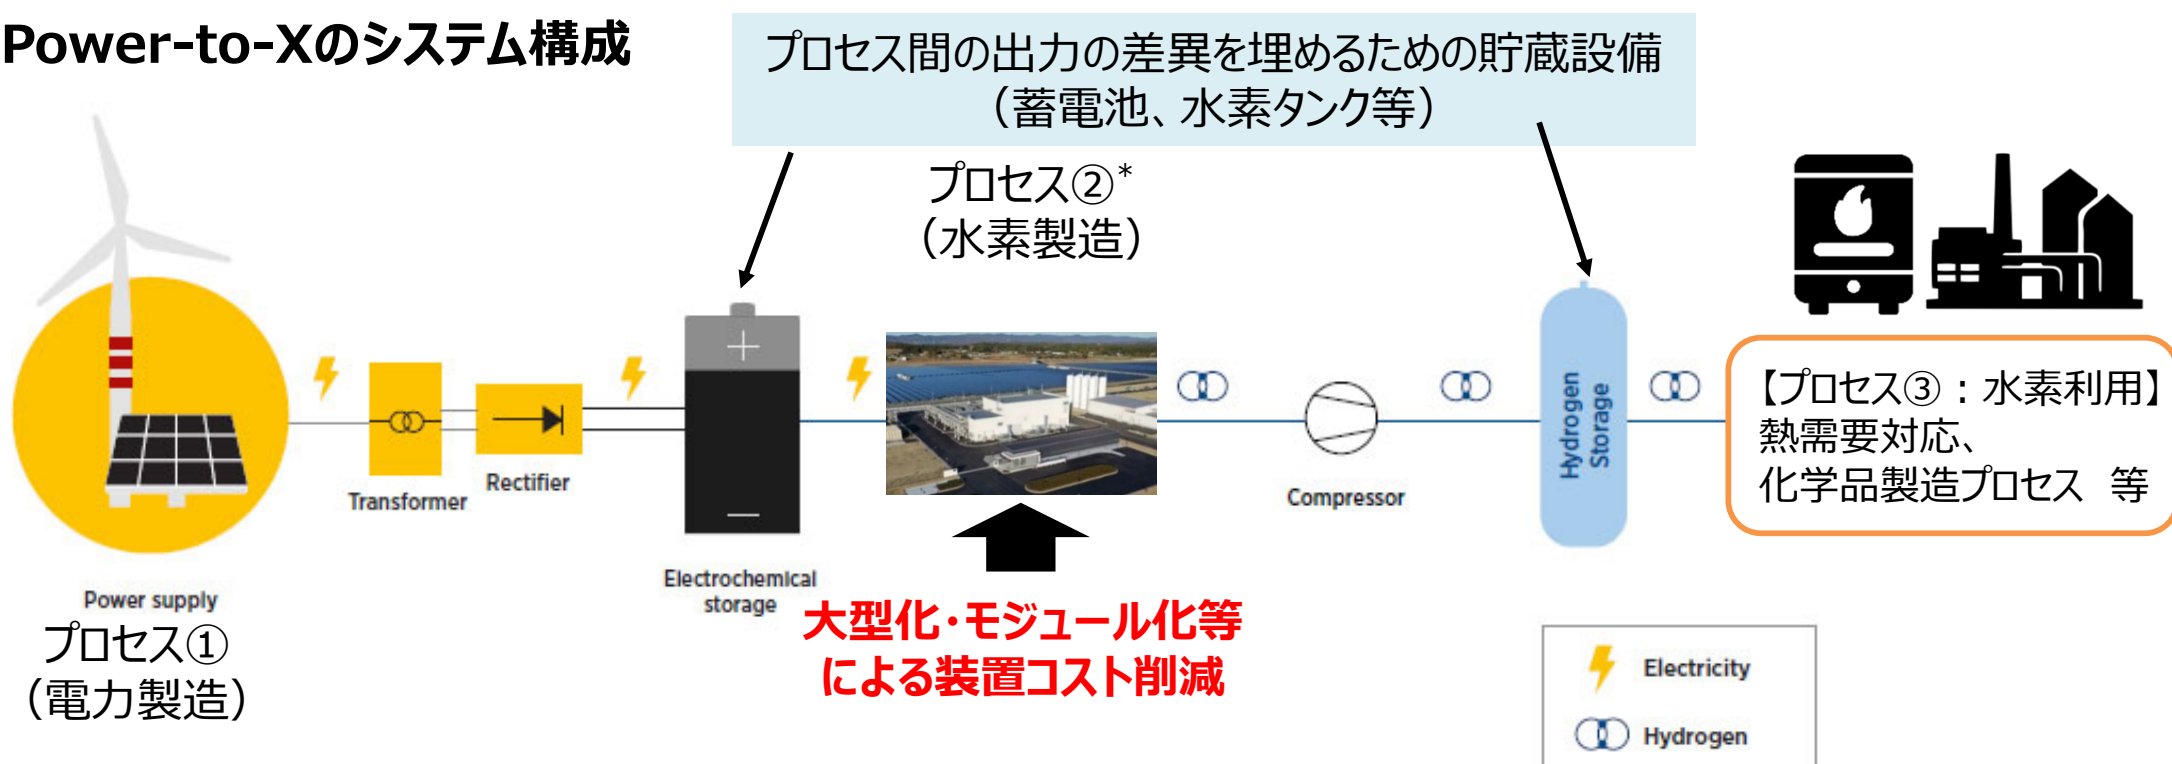 Power-to-Xのシステム構成
プロセス間の出力の差異を埋めるための貯蔵設備
（蓄電池、水素タンク等）
プロセス②*
（水素製造）
Transformer
Rectifier
Electrochemical
storage
Compressor
Hydrogen
Storage
【プロセス③：水素利用】
熱需要対応、
化学品製造プロセス 等
Power supply
プロセス①
（電力製造）
大型化・モジュール化等
による装置コスト削減
Electricity
Hydrogen